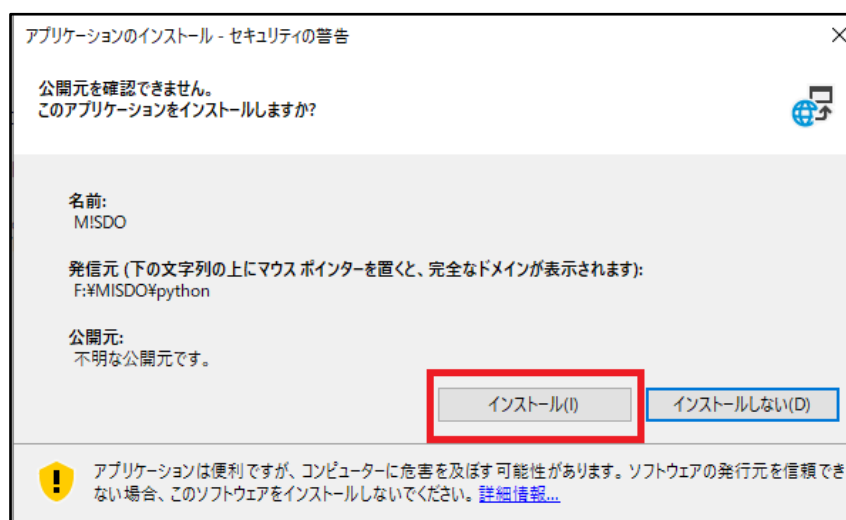 アプリケーションのインストール - セキュリティの警告
公開元を確認できません。
このアプリケーションをインストールしますか?
名前:
M!SDO
発信元 (下の文字列の上にマウス ポインターを置くと、完全なドメインが表示されます):
F:¥MISDO¥python
公開元:
不明な公開元です。
インストール(I)
インストールしない(D)
アプリケーションは便利ですが、コンピューターに危害を及ぼす可能性があります。ソフトウェアの発行元を信頼でき
ない場合、このソフトウェアをインストールしないでください。詳細情報...